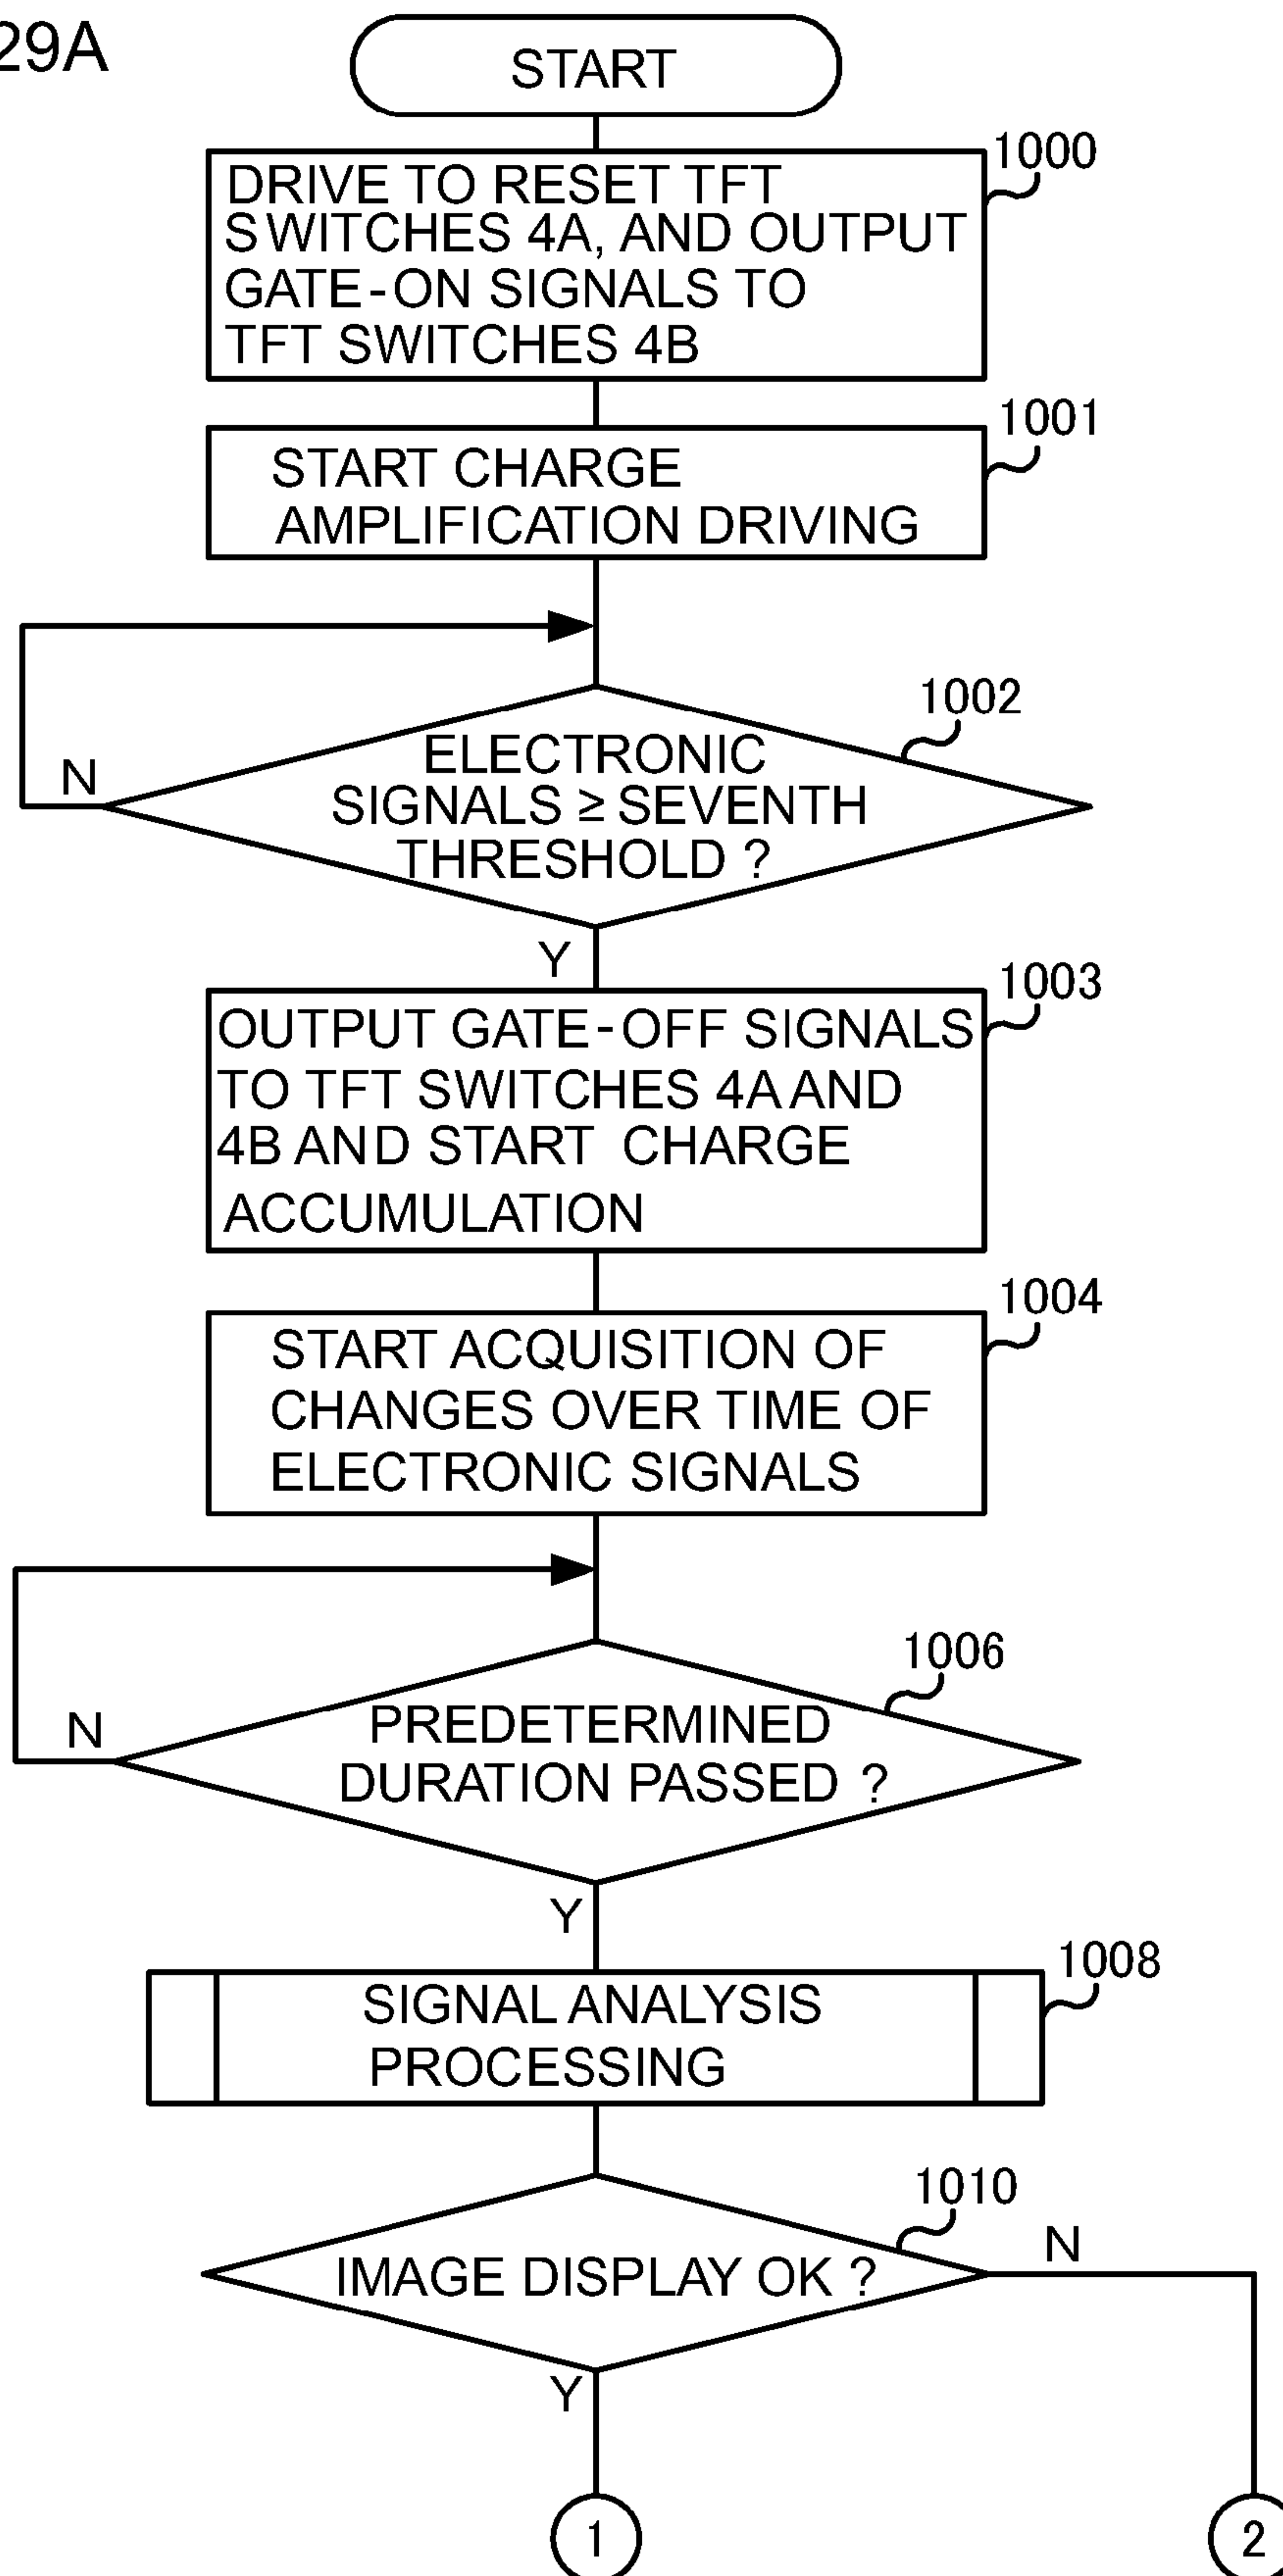 29A
START
1000
DRIVE TO RESET TFT
SWITCHES 4A, AND OUTPUT
GATE-ON SIGNALS TO
TFT SWITCHES 4B
1001
START CHARGE
AMPLIFICATION DRIVING
1002
ELECTRONIC
SIGNALS ≥ SEVENTH
THRESHOLD ?
N
Y
1003
OUTPUT GATE-OFF SIGNALS
TO TFT SWITCHES 4A AND
4B AND START CHARGE
ACCUMULATION
1004
START ACQUISITION OF
CHANGES OVER TIME OF
ELECTRONIC SIGNALS
1006
N
PREDETERMINED
DURATION PASSED ?
Y
1008
SIGNAL ANALYSIS
PROCESSING
1010
N
IMAGE DISPLAY OK ?
Y
1
2